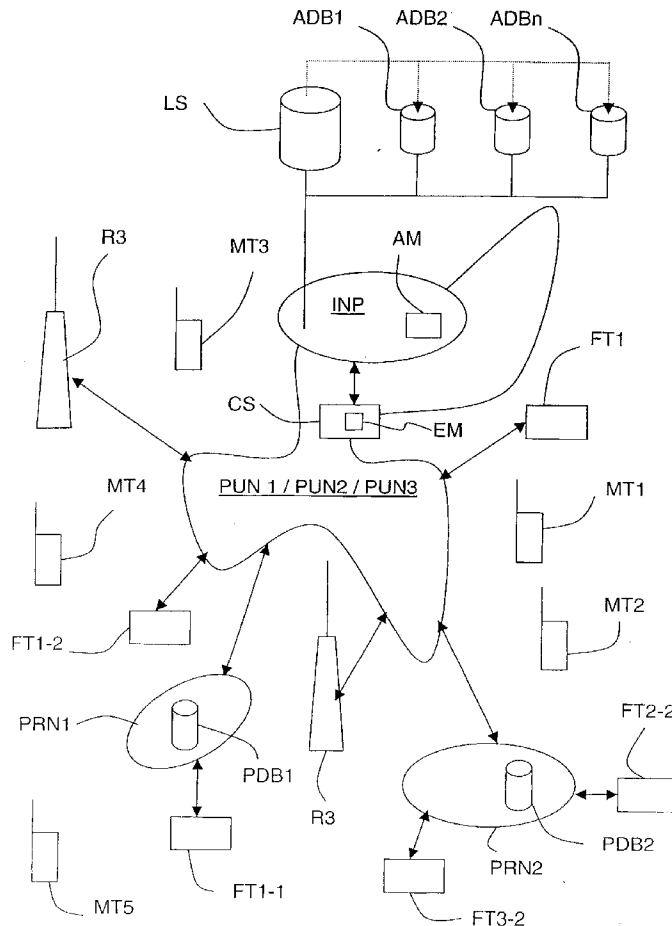 ADB1 ADB2 ADBn
LS
R3
MT3
AM
INP
FT1
CS
EM
PUN 1 / PUN2 / PUN3
MT4
MT1
MT2
FT1-2
PRN1
PDB1
FT2-2
R3
PDB2
PRN2
FT1-1
MT5
FT3-2